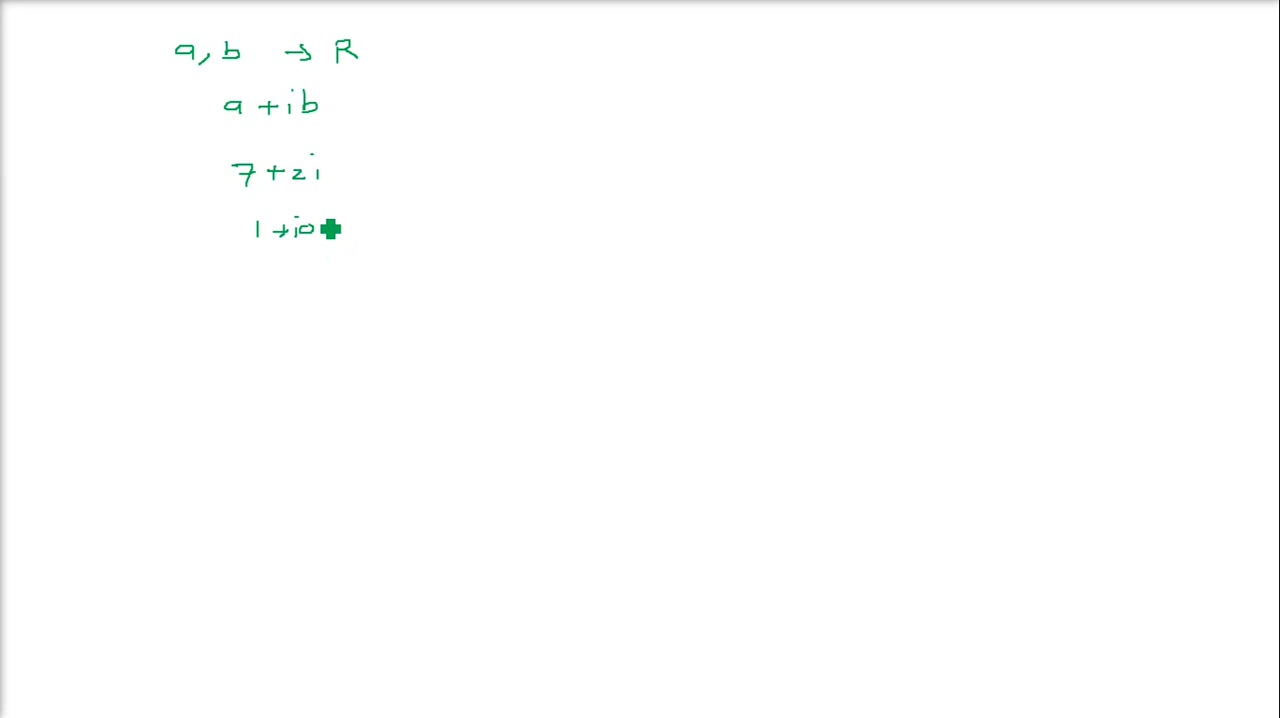 a, b → R
a + ib
7 + 2i
1 + i0